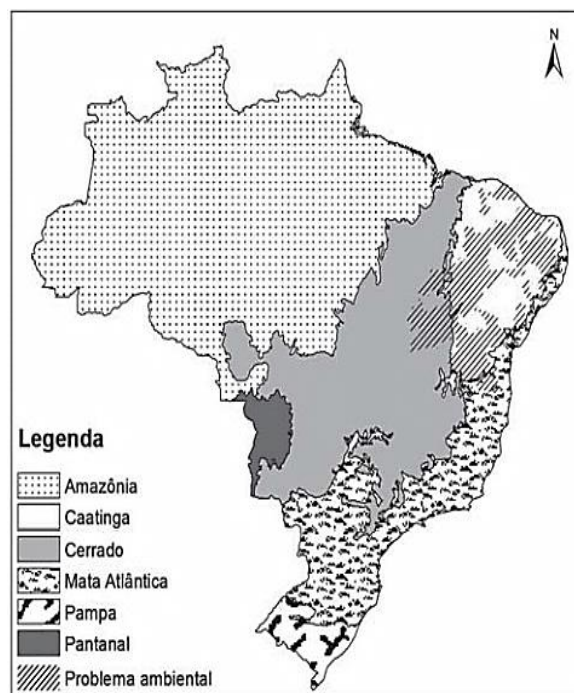 N
Legenda
Amazônia
Caatinga
Cerrado
Mata Atlântica
Pampa
Pantanal
Problema ambiental